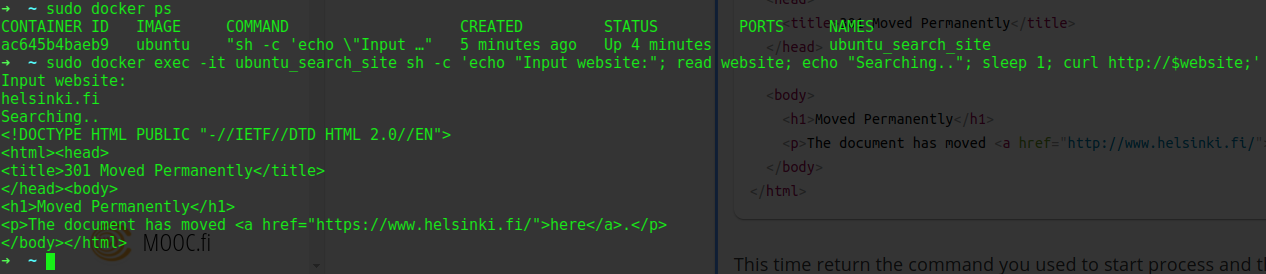 ➜ ~ sudo docker ps
CONTAINER ID IMAGE COMMAND CREATED STATUS PORTS NAMES
ac645b4baeb9 ubuntu "sh -c 'echo \"Input …" 5 minutes ago Up 4 minutes ubuntu_search_site
➜ ~ sudo docker exec -it ubuntu_search_site sh -c 'echo "Input website:"; read website; echo "Searching.."; sleep 1; curl http://$website;'
Input website:
helsinki.fi
Searching..
<!DOCTYPE HTML PUBLIC "-//IETF//DTD HTML 2.0//EN">
<html><head>
<title>301 Moved Permanently</title>
</head><body>
<h1>Moved Permanently</h1>
<p>The document has moved <a href="https://www.helsinki.fi/">here</a>.</p>
</body></html>
➜ ~
MOOC.fi
<head>
<title Moved Permanently</title>
</head>
<body>
<h1>Moved Permanently</h1>
<p>The document has moved <a href="http://www.helsinki.fi/"
</body>
</html>
This time return the command you used to start process and